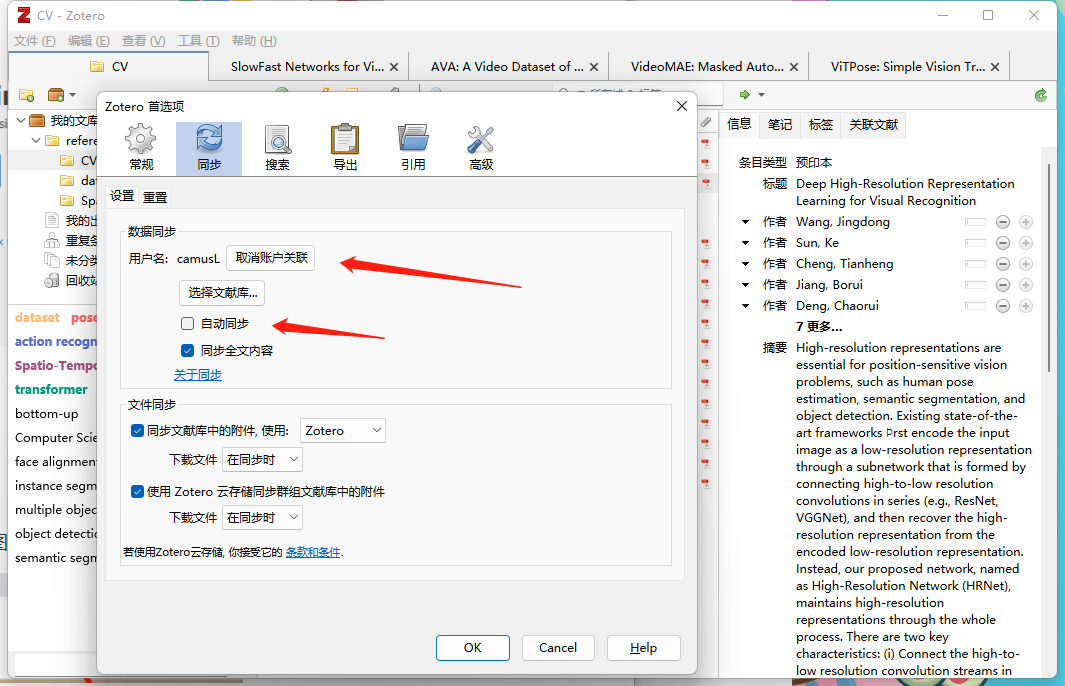 CV - Zotero
文件 (F) 编辑 (E) 查看 (V) 工具 (T) 帮助 (H)
CV
SlowFast Networks for Vi...
AVA: A Video Dataset of ...
VideoMAE: Masked Auto...
ViTPose: Simple Vision Tr...
Zotero 首选项
常规
同步
搜索
导出
引用
高级
设置
重置
数据同步
用户名: camusL 取消账户关联
选择文献库...
自动同步
同步全文内容
关于同步
文件同步
同步文献库中的附件, 使用: Zotero
下载文件 在同步时
使用 Zotero 云存储同步群组文献库中的附件
下载文件 在同步时
若使用Zotero云存储, 你接受它的 条款和条件.
OK
Cancel
Help
我的文库
refere
CV
dat
Spa
我的出
重复条
未分类
回收站
dataset pose
action recogn
Spatio-Tempo
transformer
bottom-up
Computer Scie
face alignment
instance segm
multiple objec
object detectio
semantic segm
信息
笔记
标签
关联文献
条目类型 预印本
标题 Deep High-Resolution Representation
Learning for Visual Recognition
作者 Wang, Jingdong
作者 Sun, Ke
作者 Cheng, Tianheng
作者 Jiang, Borui
作者 Deng, Chaorui
7 更多...
摘要 High-resolution representations are
essential for position-sensitive vision
problems, such as human pose
estimation, semantic segmentation, and
object detection. Existing state-of-the-
art frameworks Þrst encode the input
image as a low-resolution representation
through a subnetwork that is formed by
connecting high-to-low resolution
convolutions in series (e.g., ResNet,
VGGNet), and then recover the high-
resolution representation from the
encoded low-resolution representation.
Instead, our proposed network, named
as High-Resolution Network (HRNet),
maintains high-resolution
representations through the whole
process. There are two key
characteristics: (i) Connect the high-to-
low resolution convolution streams in